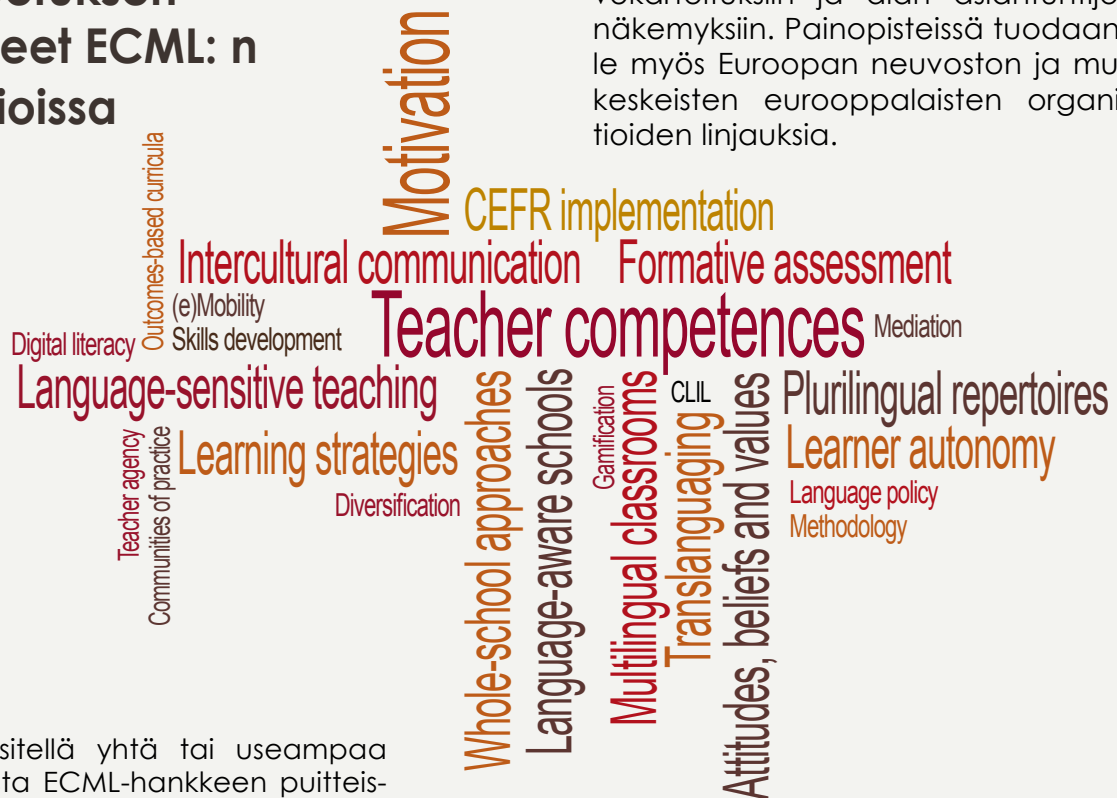 eet ECML: n
ioissa
näkemyksiin. Painopisteissä tuodaan
le myös Euroopan neuvoston ja mu
keskeisten eurooppalaisten organi
tioiden linjauksia.
Motivation
CEFR implementation
Outcomes-based curricula
Intercultural communication
Formative assessment
(e)Mobility
Teacher competences
Mediation
Digital literacy
Skills development
Language-sensitive teaching
Whole-school approaches
Language-aware schools
Gamification
Multilingual classrooms
CLIL
Translanguaging
Attitudes, beliefs and values
Plurilingual repertoires
Teacher agency
Communities of practice
Learning strategies
Learner autonomy
Diversification
Language policy
Methodology
sitellä yhtä tai useampaa
ta ECML-hankkeen puitteis-